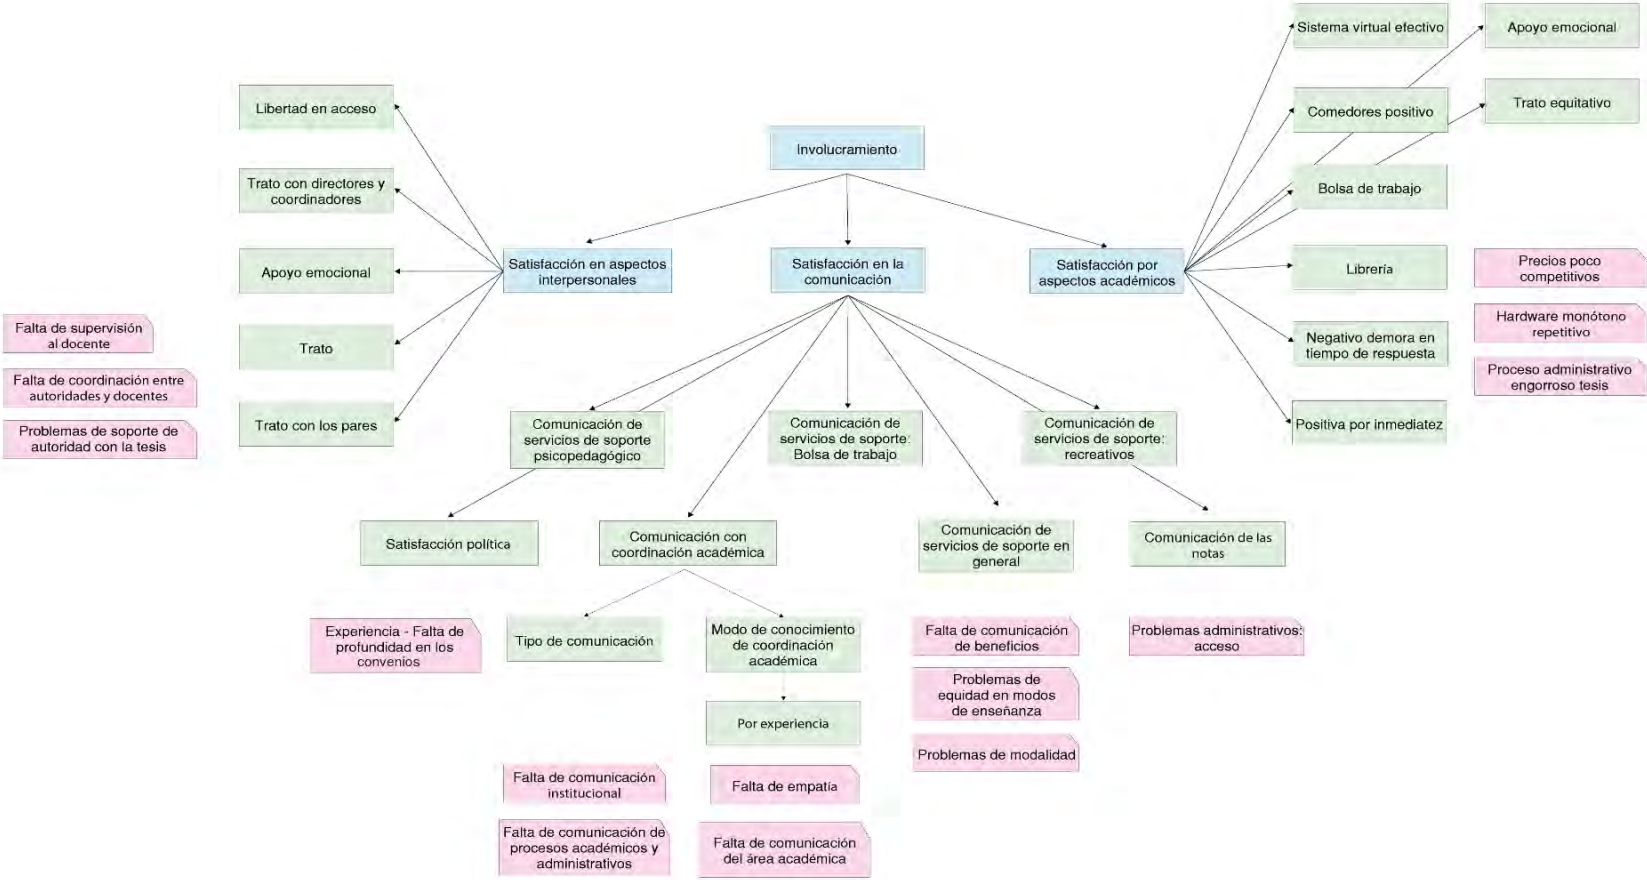 Sistema virtual efectivo
Apoyo emocional
Libertad en acceso
Comedores positivo
Trato equitativo
Involucramiento
Trato con directores y
coordinadores
Bolsa de trabajo
Apoyo emocional
Satisfacción en aspectos
interpersonales
Satisfacción en la
comunicación
Satisfacción por
aspectos académicos
Librería
Precios poco
competitivos
Falta de supervisión
al docente
Trato
Negativo demora en
tiempo de respuesta
Hardware monótono
repetitivo
Falta de coordinación entre
autoridades y docentes
Proceso administrativo
engorroso tesis
Problemas de soporte de
autoridad con la tesis
Trato con los pares
Comunicación de
servicios de soporte
psicopedagógico
Comunicación de
servicios de soporte:
Bolsa de trabajo
Comunicación de
servicios de soporte:
recreativos
Positiva por inmediatez
Satisfacción política
Comunicación con
coordinación académica
Comunicación de
servicios de soporte en
general
Comunicación de las
notas
Experiencia - Falta de
profundidad en los
convenios
Tipo de comunicación
Modo de conocimiento
de coordinación
académica
Falta de comunicación
de beneficios
Problemas administrativos:
acceso
Problemas de
equidad en modos
de enseñanza
Por experiencia
Problemas de modalidad
Falta de comunicación
institucional
Falta de empatía
Falta de comunicación de
procesos académicos y
administrativos
Falta de comunicación
del área académica